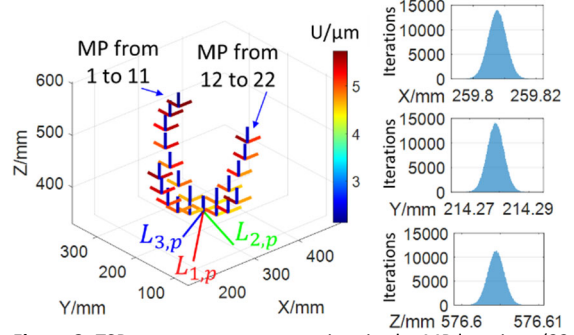 MP from
1 to 11
MP from
12 to 22
U/μm
5
4
3
600
500
400
Z/mm
300
200
100
Y/mm
200
300
400
X/mm
L3,p
L1,p
L2,p
15000
10000
5000
0
Iterations
X/mm 259.8 259.82
15000
10000
5000
0
Iterations
Y/mm 214.27 214.29
15000
10000
5000
0
Iterations
Z/mm 576.6 576.61